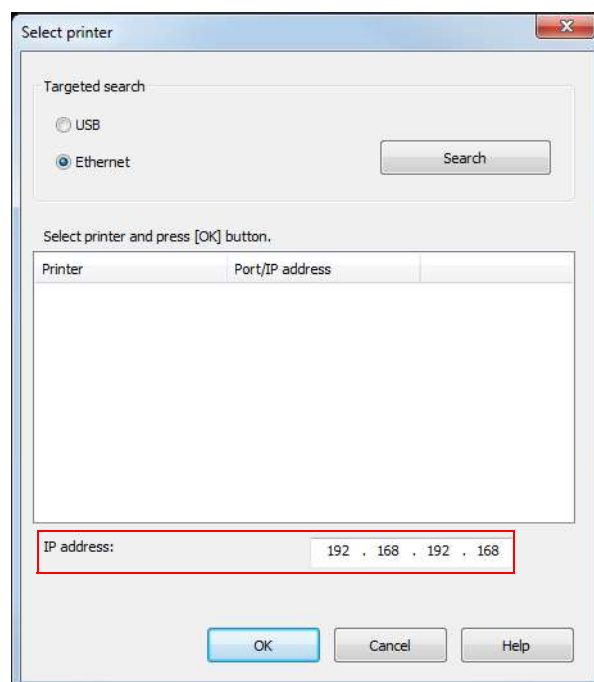 Select printer
Targeted search
USB
Ethernet
Search
Select printer and press [OK] button.
Printer Port/IP address
IP address: 192 . 168 . 192 . 168
OK Cancel Help